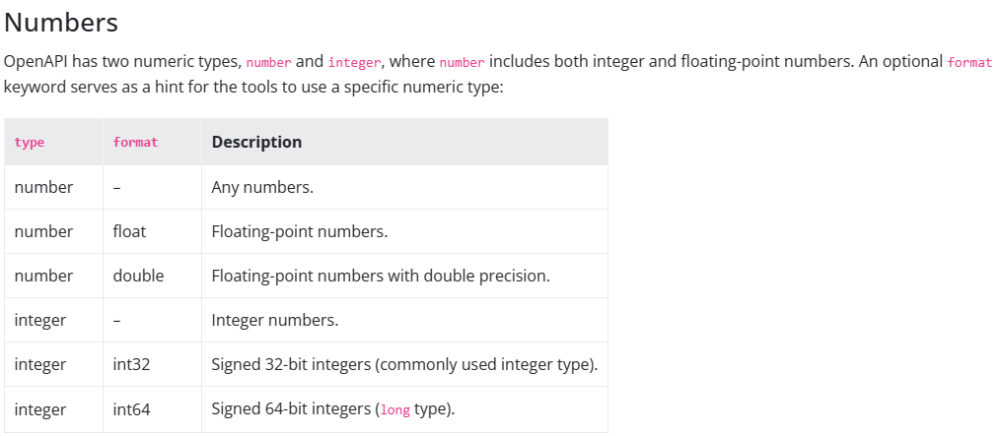 Numbers
OpenAPI has two numeric types, number and integer, where number includes both integer and floating-point numbers. An optional format
keyword serves as a hint for the tools to use a specific numeric type:
type format Description
number – Any numbers.
number float Floating-point numbers.
number double Floating-point numbers with double precision.
integer – Integer numbers.
integer int32 Signed 32-bit integers (commonly used integer type).
integer int64 Signed 64-bit integers (long type).